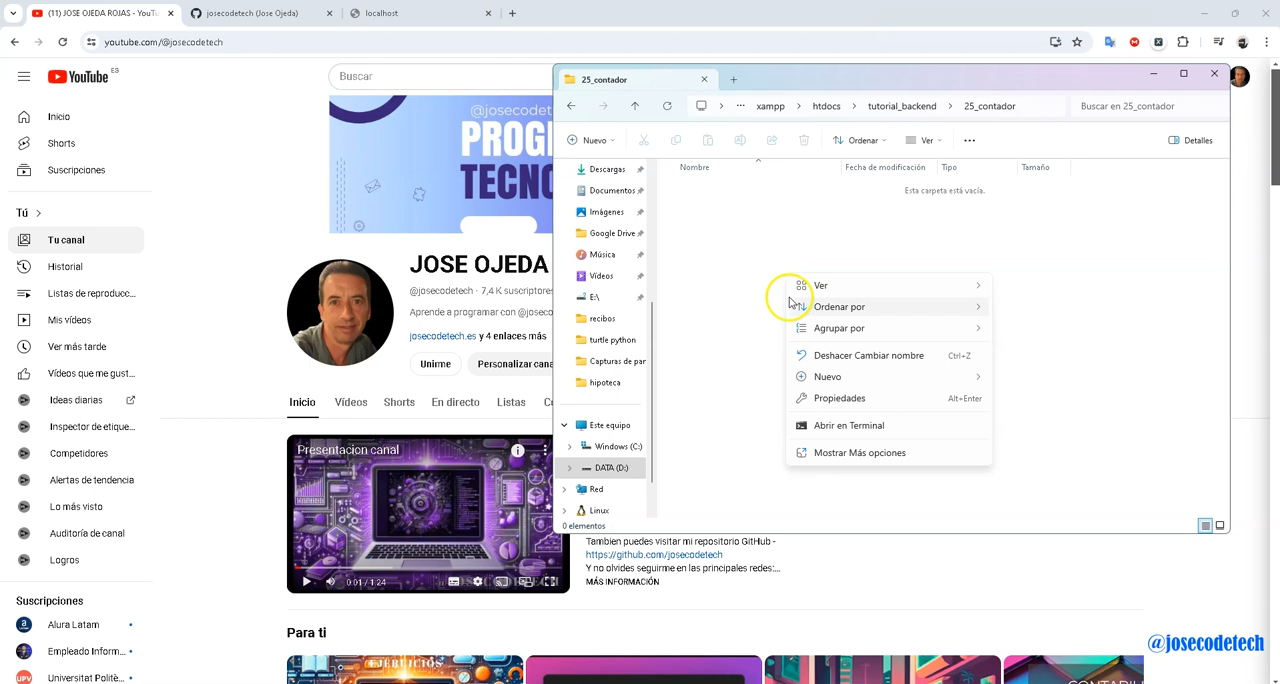 (11) JOSE OJEDA ROJAS - YouTu
josecodetech (Jose Ojeda)
localhost
youtube.com/@josecodetech
YouTube ES
Buscar
Inicio
Shorts
Suscripciones
Tú
Tu canal
Historial
Listas de reproducc...
Mis vídeos
Ver más tarde
Vídeos que me gust...
Ideas diarias
Inspector de etique...
Competidores
Alertas de tendencia
Lo más visto
Auditoría de canal
Logros
Suscripciones
Alura Latam
Empleado Inform...
Universitat Politè...
@josecodetech
PROG
TECN
JOSE OJEDA
@josecodetech · 7,4 K suscriptores
Aprende a programar con @josec
josecodetech.es y 4 enlaces más
Unirme
Personalizar cana
Inicio
Vídeos
Shorts
En directo
Listas
Presentacion canal
0:01 / 1:24
Tambien puedes visitar mi repositorio GitHub -
https://github.com/josecodetech
Y no olvides seguirme en las principales redes:...
MÁS INFORMACIÓN
Para ti
EJERCICIOS
25_contador
xampp
htdocs
tutorial_backend
25_contador
Buscar en 25_contador
Nuevo
Ordenar
Ver
Detalles
Nombre
Fecha de modificación
Tipo
Tamaño
Esta carpeta está vacía.
Descargas
Documentos
Imágenes
Google Drive
Música
Vídeos
E:\
recibos
turtle python
Capturas de pan
hipoteca
Este equipo
Windows (C:)
DATA (D:)
Red
Linux
0 elementos
Ver
Ordenar por
Agrupar por
Deshacer Cambiar nombre Ctrl+Z
Nuevo
Propiedades Alt+Enter
Abrir en Terminal
Mostrar Más opciones
@josecodetech